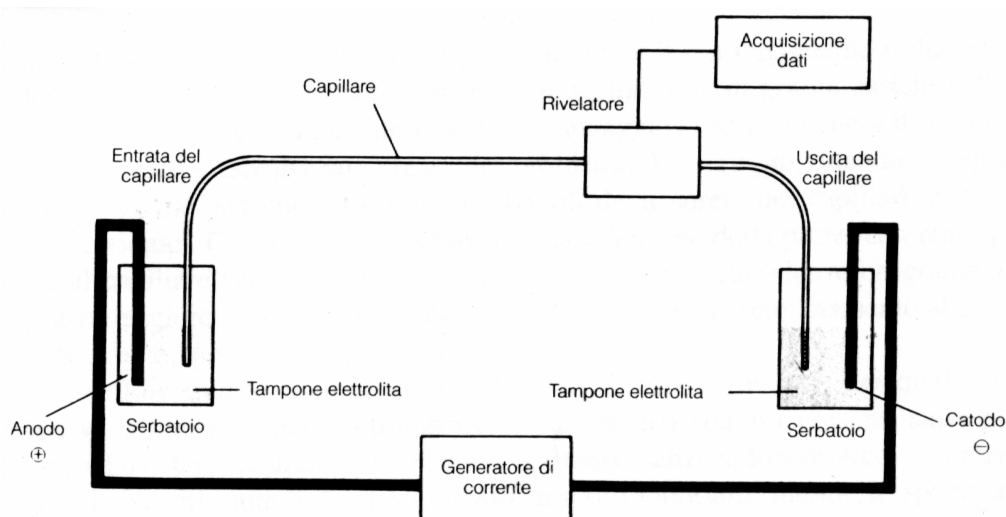 Acquisizione
dati
Capillare
Rivelatore
Entrata del
capillare
Uscita del
capillare
Tampone elettrolita
Tampone elettrolita
Anodo
⊕
Serbatoio
Serbatoio
Catodo
⊖
Generatore di
corrente